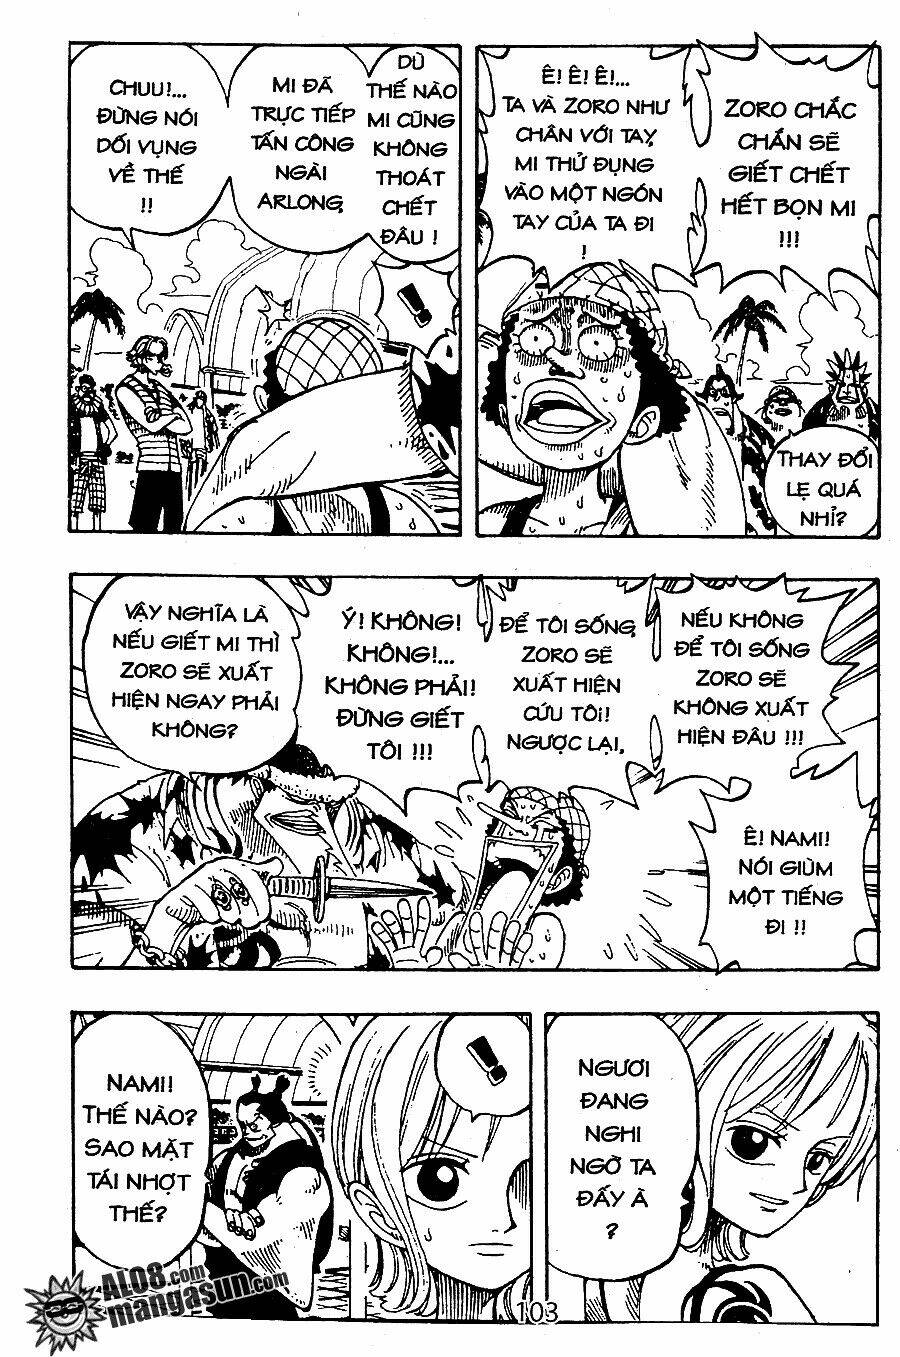 DÙ
THẾ NÀO
MI CŨNG
KHÔNG
THOÁT
CHẾT
ĐÂU !
MI ĐÃ
TRỰC TIẾP
TẤN CÔNG
NGÀI
ARLONG,
CHUU!...
ĐỪNG NÓI
DỐI VỤNG
VỀ THẾ
!!
ZORO CHẮC
CHẮN SẼ
GIẾT CHẾT
HẾT BỌN MI
!!!
Ê! Ê! Ê!...
TA VÀ ZORO NHƯ
CHÂN VỚI TAY,
MI THỬ ĐỤNG
VÀO MỘT NGÓN
TAY CỦA TA ĐI
!
THAY ĐỔI
LẸ QUÁ
NHỈ?
VẬY NGHĨA LÀ
NẾU GIẾT MI THÌ
ZORO SẼ XUẤT
HIỆN NGAY PHẢI
KHÔNG?
Ý! KHÔNG!
KHÔNG!...
KHÔNG PHẢI!
ĐỪNG GIẾT
TÔI !!!
ĐỂ TÔI SỐNG,
ZORO SẼ
XUẤT HIỆN
CỨU TÔI!
NGƯỢC LẠI,
NẾU KHÔNG
ĐỂ TÔI SỐNG
ZORO SẼ
KHÔNG XUẤT
HIỆN ĐÂU !!!
Ê! NAMI!
NÓI GIÙM
MỘT TIẾNG
ĐI !!
NAMI!
THẾ NÀO?
SAO MẶT
TÁI NHỢT
THẾ?
!
NGƯƠI
ĐANG
NGHI
NGỜ TA
ĐẤY À
?
ALO8.com
mangasun.com
103